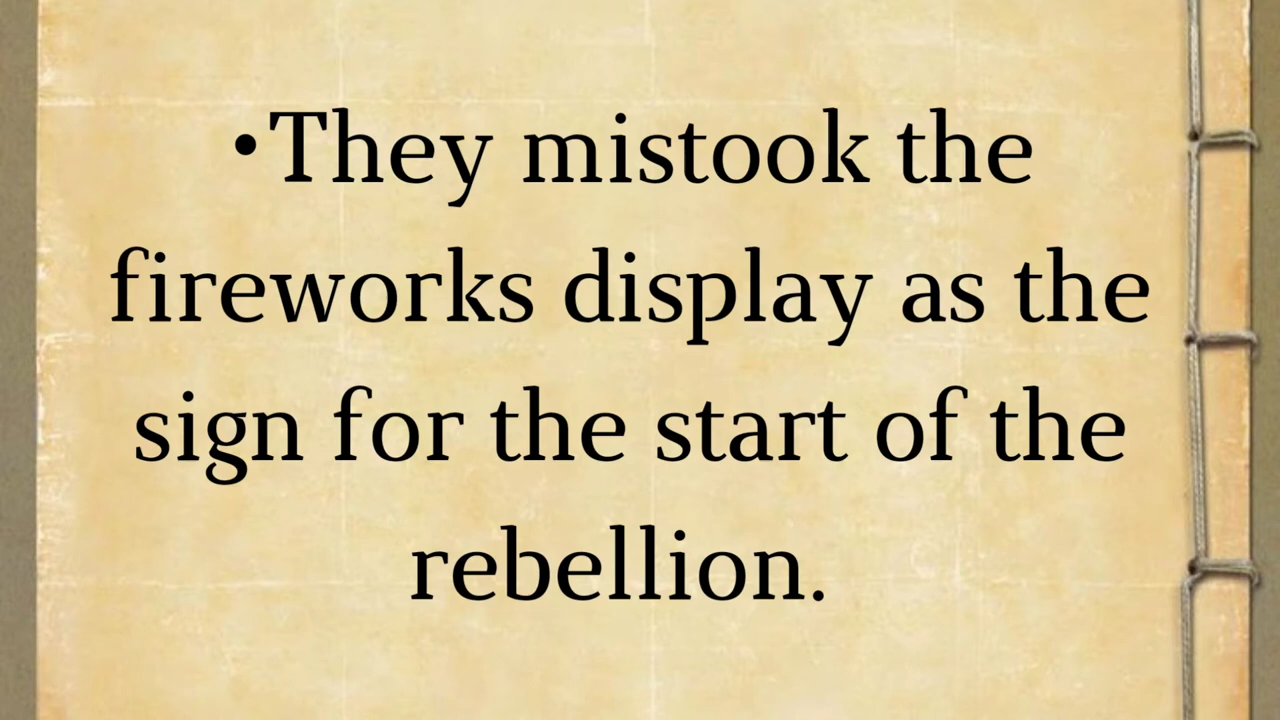 •They mistook the
fireworks display as the
sign for the start of the
rebellion.